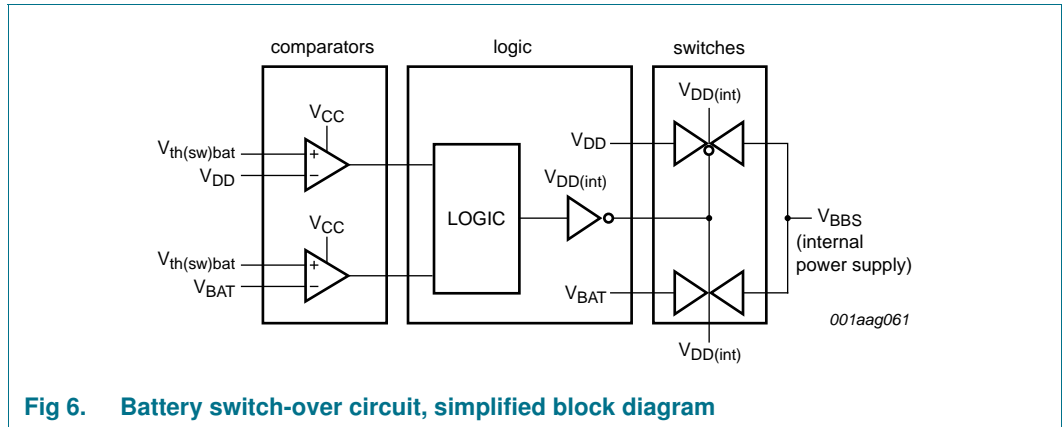 comparators
logic
switches
VCC
Vth(sw)bat
+
VDD
−
VCC
Vth(sw)bat
+
VBAT
−
LOGIC
VDD(int)
VDD(int)
VDD
VBAT
VDD(int)
VBBS
(internal
power supply)
001aag061
Fig 6. Battery switch-over circuit, simplified block diagram